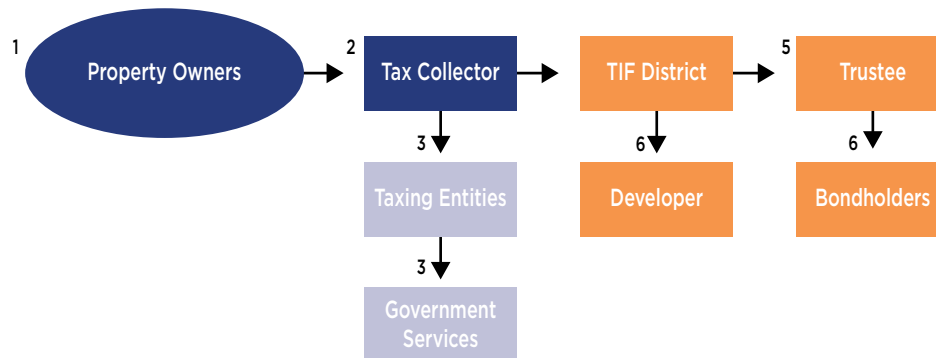 1
Property Owners
2
Tax Collector
TIF District
5
Trustee
3
6
6
Taxing Entities
Developer
Bondholders
3
Government
Services